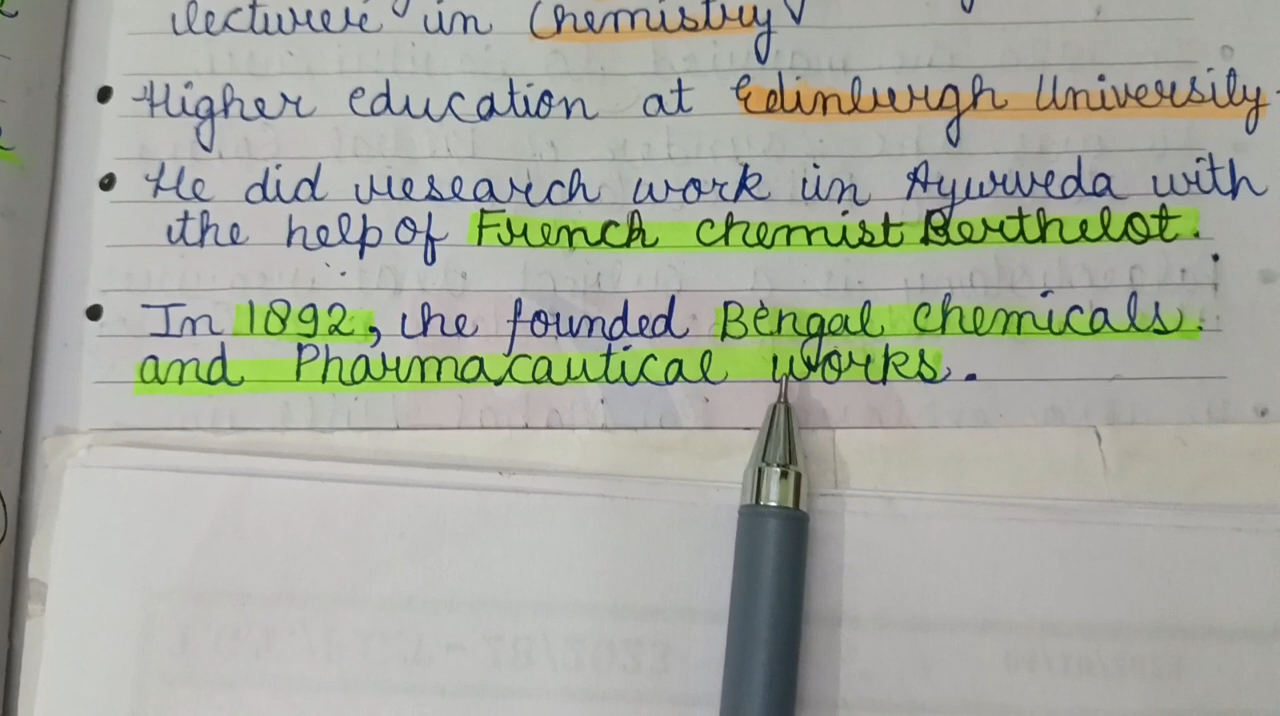 lecturer in Chemistry
• Higher education at Edinburgh University.
• He did research work in Ayurveda with
the help of French chemist Berthelot.
• In 1892, he founded Bengal chemicals
and Pharmacautical works.